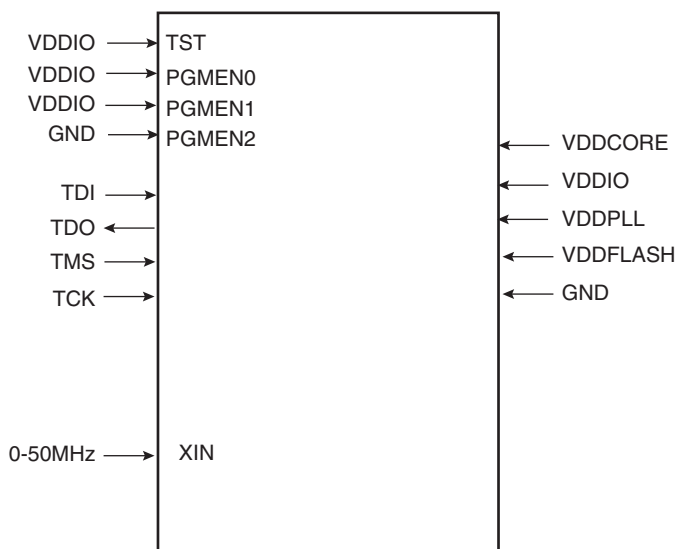 VDDIO TST
VDDIO PGMEN0
VDDIO PGMEN1
GND PGMEN2
VDDCORE
TDI VDDIO
TDO VDDPLL
TMS VDDFLASH
TCK GND
0-50MHz XIN